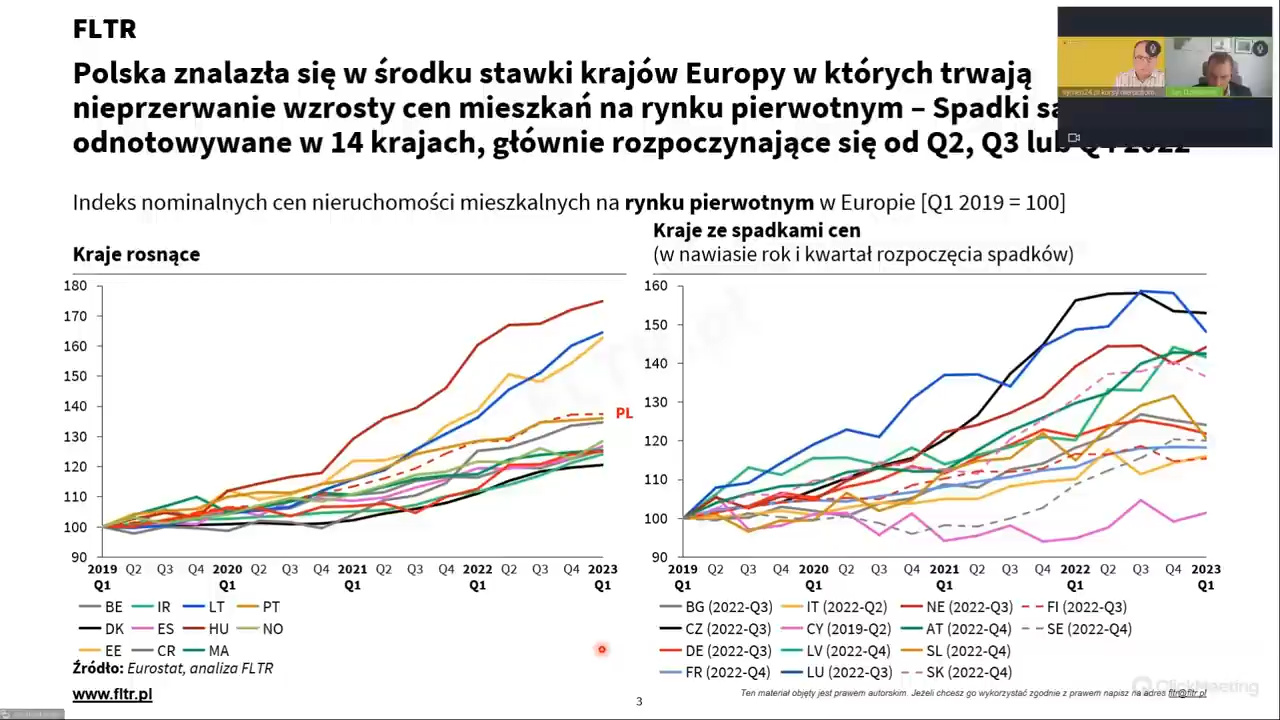 FLTR
Polska znalazła się w środku stawki krajów Europy w których trwają
nieprzerwanie wzrosty cen mieszkań na rynku pierwotnym – Spadki są
odnotowywane w 14 krajach, głównie rozpoczynające się od Q2, Q3 lub Q4 2022
Indeks nominalnych cen nieruchomości mieszkalnych na rynku pierwotnym w Europie [Q1 2019 = 100]
Kraje rosnące
180
170
160
150
140
130
120
110
100
90
PL
2019 Q2 Q3 Q4 2020 Q2 Q3 Q4 2021 Q2 Q3 Q4 2022 Q2 Q3 Q4 2023
Q1 Q1 Q1 Q1 Q1
BE IR LT PT
DK ES HU NO
EE CR MA
Kraje ze spadkami cen
(w nawiasie rok i kwartał rozpoczęcia spadków)
160
150
140
130
120
110
100
90
2019 Q2 Q3 Q4 2020 Q2 Q3 Q4 2021 Q2 Q3 Q4 2022 Q2 Q3 Q4 2023
Q1 Q1 Q1 Q1 Q1
BG (2022-Q3) IT (2022-Q2) NE (2022-Q3) FI (2022-Q3)
CZ (2022-Q3) CY (2019-Q2) AT (2022-Q4) SE (2022-Q4)
DE (2022-Q3) LV (2022-Q4) SL (2022-Q4)
FR (2022-Q4) LU (2022-Q3) SK (2022-Q4)
Źródło: Eurostat, analiza FLTR
www.fltr.pl
3
Ten materiał objęty jest prawem autorskim. Jeżeli chcesz go wykorzystać zgodnie z prawem napisz na adres fltr@fltr.pl
ClickMeeting